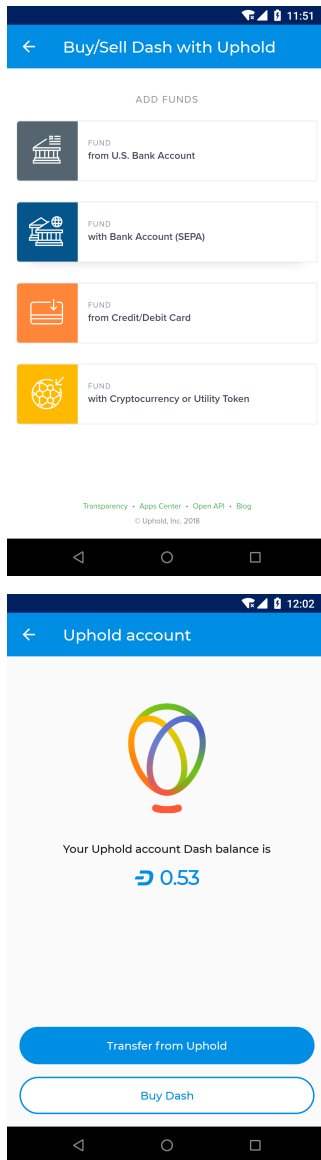 11:51
Buy/Sell Dash with Uphold
ADD FUNDS
FUND
from U.S. Bank Account
FUND
with Bank Account (SEPA)
FUND
from Credit/Debit Card
FUND
with Cryptocurrency or Utility Token
Transparency • Apps Center • Open API • Blog
© Uphold, Inc. 2018
12:02
Uphold account
Your Uphold account Dash balance is
0.53
Transfer from Uphold
Buy Dash